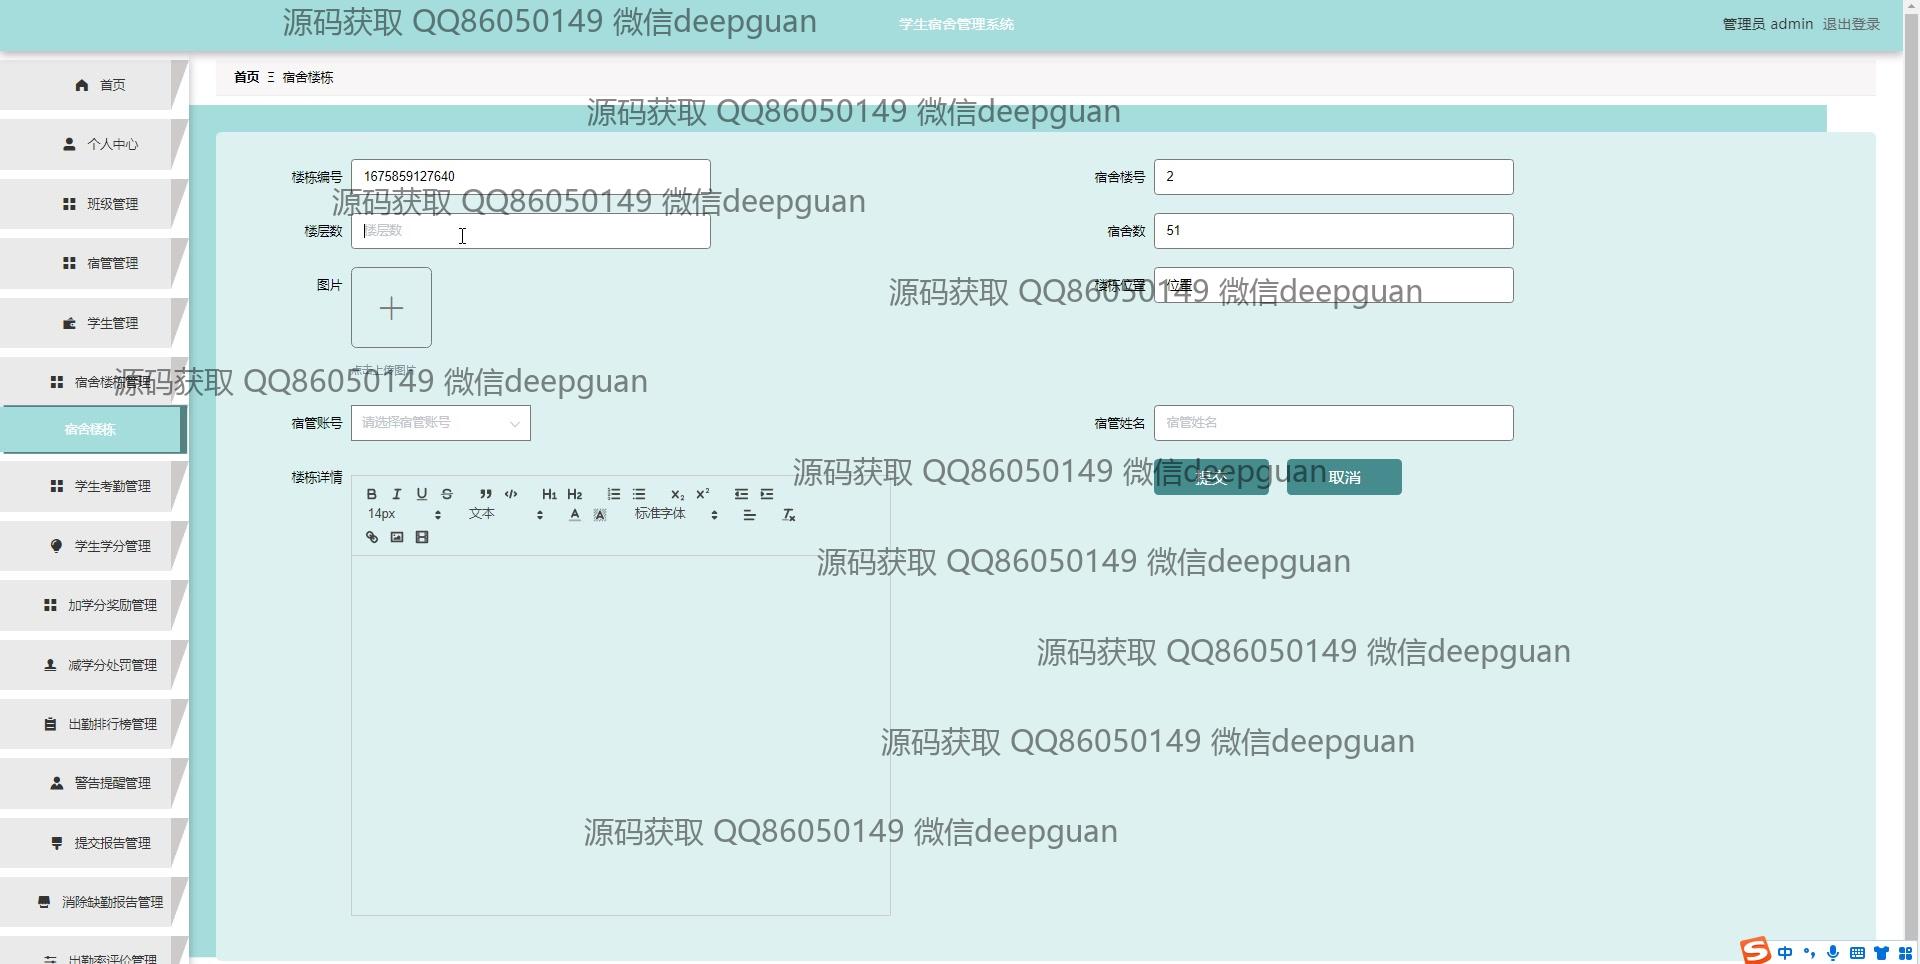 源码获取 QQ86050149 微信deepguan
学生宿舍管理系统
管理员 admin 退出登录
首页
首页 Ξ 宿舍楼栋
个人中心
源码获取 QQ86050149 微信deepguan
楼栋编号 1675859127640
宿舍楼号 2
班级管理
源码获取 QQ86050149 微信deepguan
楼层数 楼层数
宿舍数 51
宿管管理
图片
楼栋位置 位置
源码获取 QQ86050149 微信deepguan
学生管理
点击上传图片
宿舍楼栋管理
源码获取 QQ86050149 微信deepguan
宿舍楼栋
宿管账号 请选择宿管账号
宿管姓名 宿管姓名
楼栋详情
源码获取 QQ86050149 微信deepguan
提交 取消
学生考勤管理
B I U S H1 H2 X₂ X²
14px 文本 A A 标准字体
学生学分管理
源码获取 QQ86050149 微信deepguan
加学分奖励管理
源码获取 QQ86050149 微信deepguan
减学分处罚管理
出勤排行榜管理
源码获取 QQ86050149 微信deepguan
警告提醒管理
源码获取 QQ86050149 微信deepguan
提交报告管理
消除缺勤报告管理
出勤率评价管理
S 中